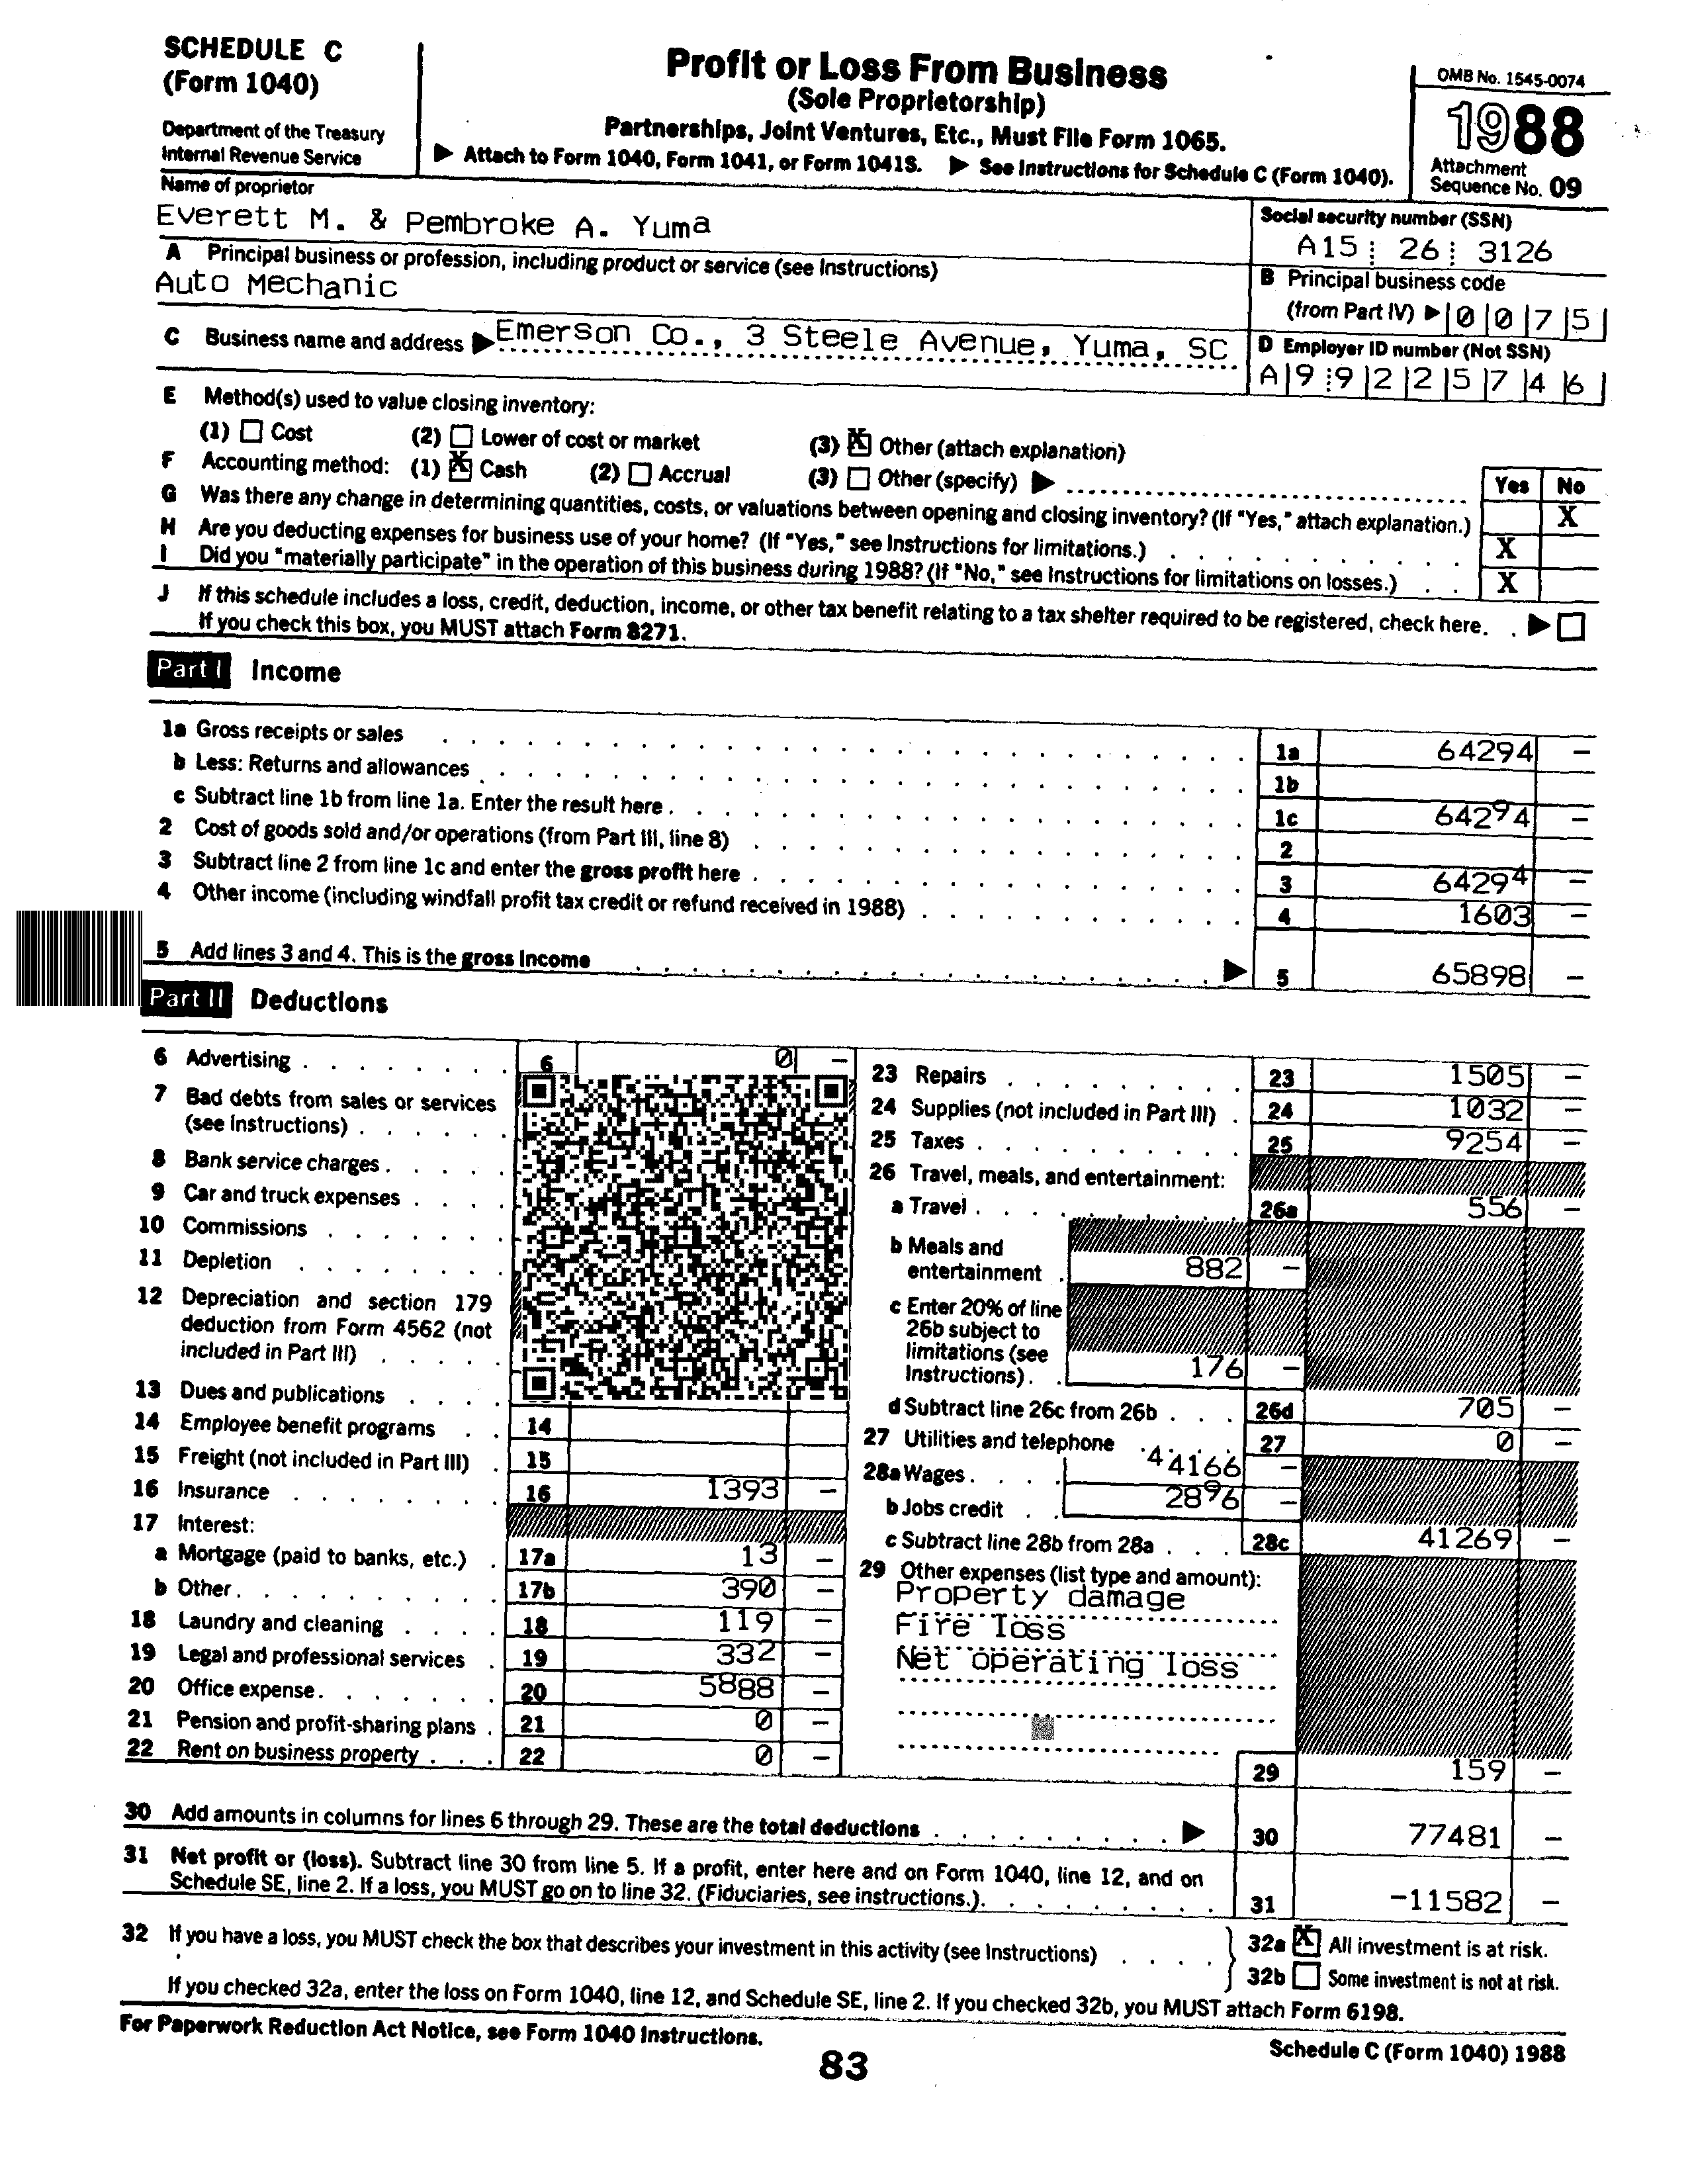 SCHEDULE C
(Form 1040)
Department of the Treasury
Internal Revenue Service
Profit or Loss From Business
(Sole Proprietorship)
Partnerships, Joint Ventures, Etc., Must File Form 1065.
▶ Attach to Form 1040, Form 1041, or Form 1041S. ▶ See Instructions for Schedule C (Form 1040).
OMB No. 1545-0074
1988
Attachment
Sequence No. 09
Name of proprietor
Everett M. & Pembroke A. Yuma
Social security number (SSN)
A15 26 3126
A Principal business or profession, including product or service (see Instructions)
Auto Mechanic
B Principal business code
(from Part IV) ▶ 0 0 7 5
C Business name and address ▶ Emerson Co., 3 Steele Avenue, Yuma, SC
D Employer ID number (Not SSN)
A 9 9 2 2 5 7 4 6
E Method(s) used to value closing inventory:
(1) Cost (2) Lower of cost or market (3) X Other (attach explanation)
F Accounting method: (1) X Cash (2) Accrual (3) Other (specify) ▶
Yes No
G Was there any change in determining quantities, costs, or valuations between opening and closing inventory? (If "Yes," attach explanation.) X
H Are you deducting expenses for business use of your home? (If "Yes," see Instructions for limitations.) X
I Did you "materially participate" in the operation of this business during 1988? (If "No," see Instructions for limitations on losses.) X
J If this schedule includes a loss, credit, deduction, income, or other tax benefit relating to a tax shelter required to be registered, check here. ▶
If you check this box, you MUST attach Form 8271.
Part I Income
1a Gross receipts or sales 1a 64294 –
b Less: Returns and allowances 1b
c Subtract line 1b from line 1a. Enter the result here 1c 64294 –
2 Cost of goods sold and/or operations (from Part III, line 8) 2
3 Subtract line 2 from line 1c and enter the gross profit here 3 64294 –
4 Other income (including windfall profit tax credit or refund received in 1988) 4 1603 –
5 Add lines 3 and 4. This is the gross income ▶ 5 65898 –
Part II Deductions
6 Advertising 6 0 –
7 Bad debts from sales or services
(see Instructions)
8 Bank service charges
9 Car and truck expenses
10 Commissions
11 Depletion
12 Depreciation and section 179
deduction from Form 4562 (not
included in Part III)
13 Dues and publications
14 Employee benefit programs 14
15 Freight (not included in Part III) 15
16 Insurance 16 1393 –
17 Interest:
a Mortgage (paid to banks, etc.) 17a 13 –
b Other 17b 390 –
18 Laundry and cleaning 18 119 –
19 Legal and professional services 19 332 –
20 Office expense 20 5888 –
21 Pension and profit-sharing plans 21 0 –
22 Rent on business property 22 0 –
23 Repairs 23 1505 –
24 Supplies (not included in Part III) 24 1032 –
25 Taxes 25 9254 –
26 Travel, meals, and entertainment:
a Travel 26a 556 –
b Meals and
entertainment 882 –
c Enter 20% of line
26b subject to
limitations (see
Instructions) 176 –
d Subtract line 26c from 26b 26d 705 –
27 Utilities and telephone 27 0 –
28a Wages 44166 –
b Jobs credit 2896 –
c Subtract line 28b from 28a 28c 41269 –
29 Other expenses (list type and amount):
Property damage
Fire loss
Net operating loss
29 159 –
30 Add amounts in columns for lines 6 through 29. These are the total deductions ▶ 30 77481 –
31 Net profit or (loss). Subtract line 30 from line 5. If a profit, enter here and on Form 1040, line 12, and on
Schedule SE, line 2. If a loss, you MUST go on to line 32. (Fiduciaries, see instructions.) 31 -11582 –
32 If you have a loss, you MUST check the box that describes your investment in this activity (see Instructions)
32a X All investment is at risk.
32b Some investment is not at risk.
If you checked 32a, enter the loss on Form 1040, line 12, and Schedule SE, line 2. If you checked 32b, you MUST attach Form 6198.
For Paperwork Reduction Act Notice, see Form 1040 Instructions.
Schedule C (Form 1040) 1988
83